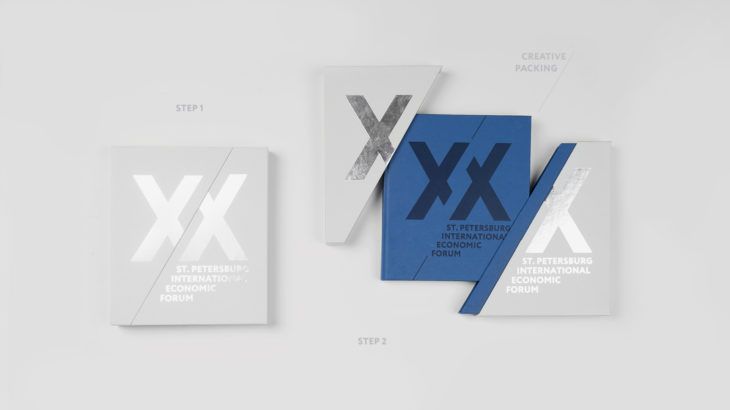 STEP 1
XX
ST. PETERSBURG
INTERNATIONAL
ECONOMIC
FORUM
CREATIVE
PACKING
X
XX
ST. PETERSBURG
INTERNATIONAL
ECONOMIC
FORUM
X
ST. PETERSBURG
INTERNATIONAL
ECONOMIC
FORUM
STEP 2